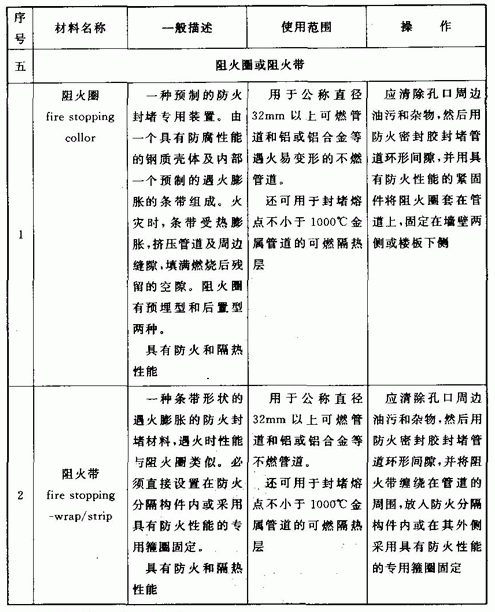 序号
材料名称
一般描述
使用范围
操 作
五
阻火圈或阻火带
1
阻火圈
fire stopping
collor
一种预制的防火
封堵专用装置。由
一个具有防腐性能
的钢质壳体及内部
一个预制的遇火膨
胀的条带组成。火
灾时，条带受热膨
胀，挤压管道及周边
缝隙，填满燃烧后残
留的空隙。阻火圈
有预埋型和后置型
两种。
具有防火和隔热
性能
用于公称直径
32mm 以上可燃管
道和铝或铝合金等
遇火易变形的不燃
管道。
还可用于封堵熔
点不小于 1000℃金
属管道的可燃隔热
层
应清除孔口周边
油污和杂物，然后用
防火密封胶封堵管
道环形间隙，并用具
有防火性能的紧固
件将阻火圈套在管
道上，固定在墙壁两
侧或楼板下侧
2
阻火带
fire stopping
-wrap/strip
一种条带形状的
遇火膨胀的防火封
堵材料，遇火时性能
与阻火圈类似。必
须直接设置在防火
分隔构件内或采用
具有防火性能的专
用箍圈固定。
具有防火和隔热
性能
用于公称直径
32mm 以上可燃管
道和铝或铝合金等
不燃管道。
还可用于封堵熔
点不小于 1000℃金
属管道的可燃隔热
层
应清除孔口周边
油污和杂物，然后用
防火密封胶封堵管
道环形间隙，并将阻
火带缠绕在管道的
周围，放入防火分隔
构件内或在其外侧
采用具有防火性能
的专用箍圈固定